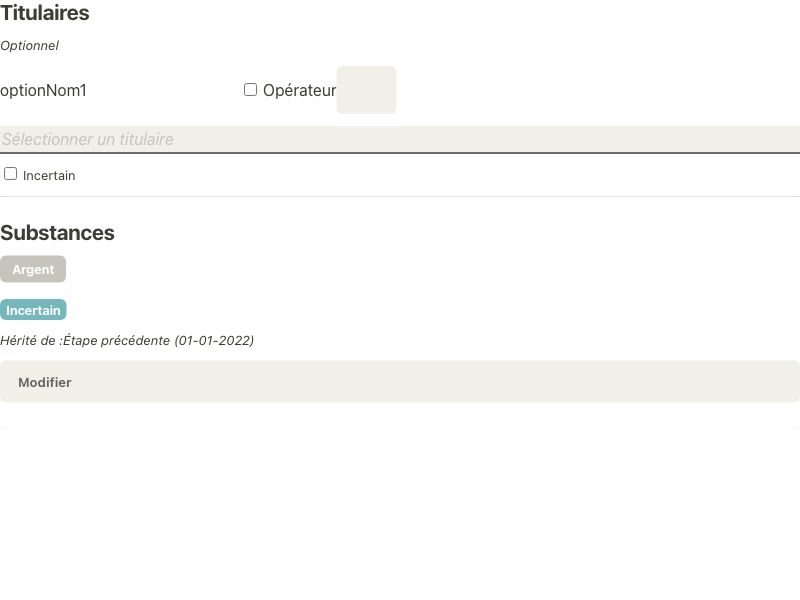 Titulaires
Optionnel
optionNom1 Opérateur
Sélectionner un titulaire
Incertain
Substances
Argent
Incertain
Hérité de :Étape précédente (01-01-2022)
Modifier